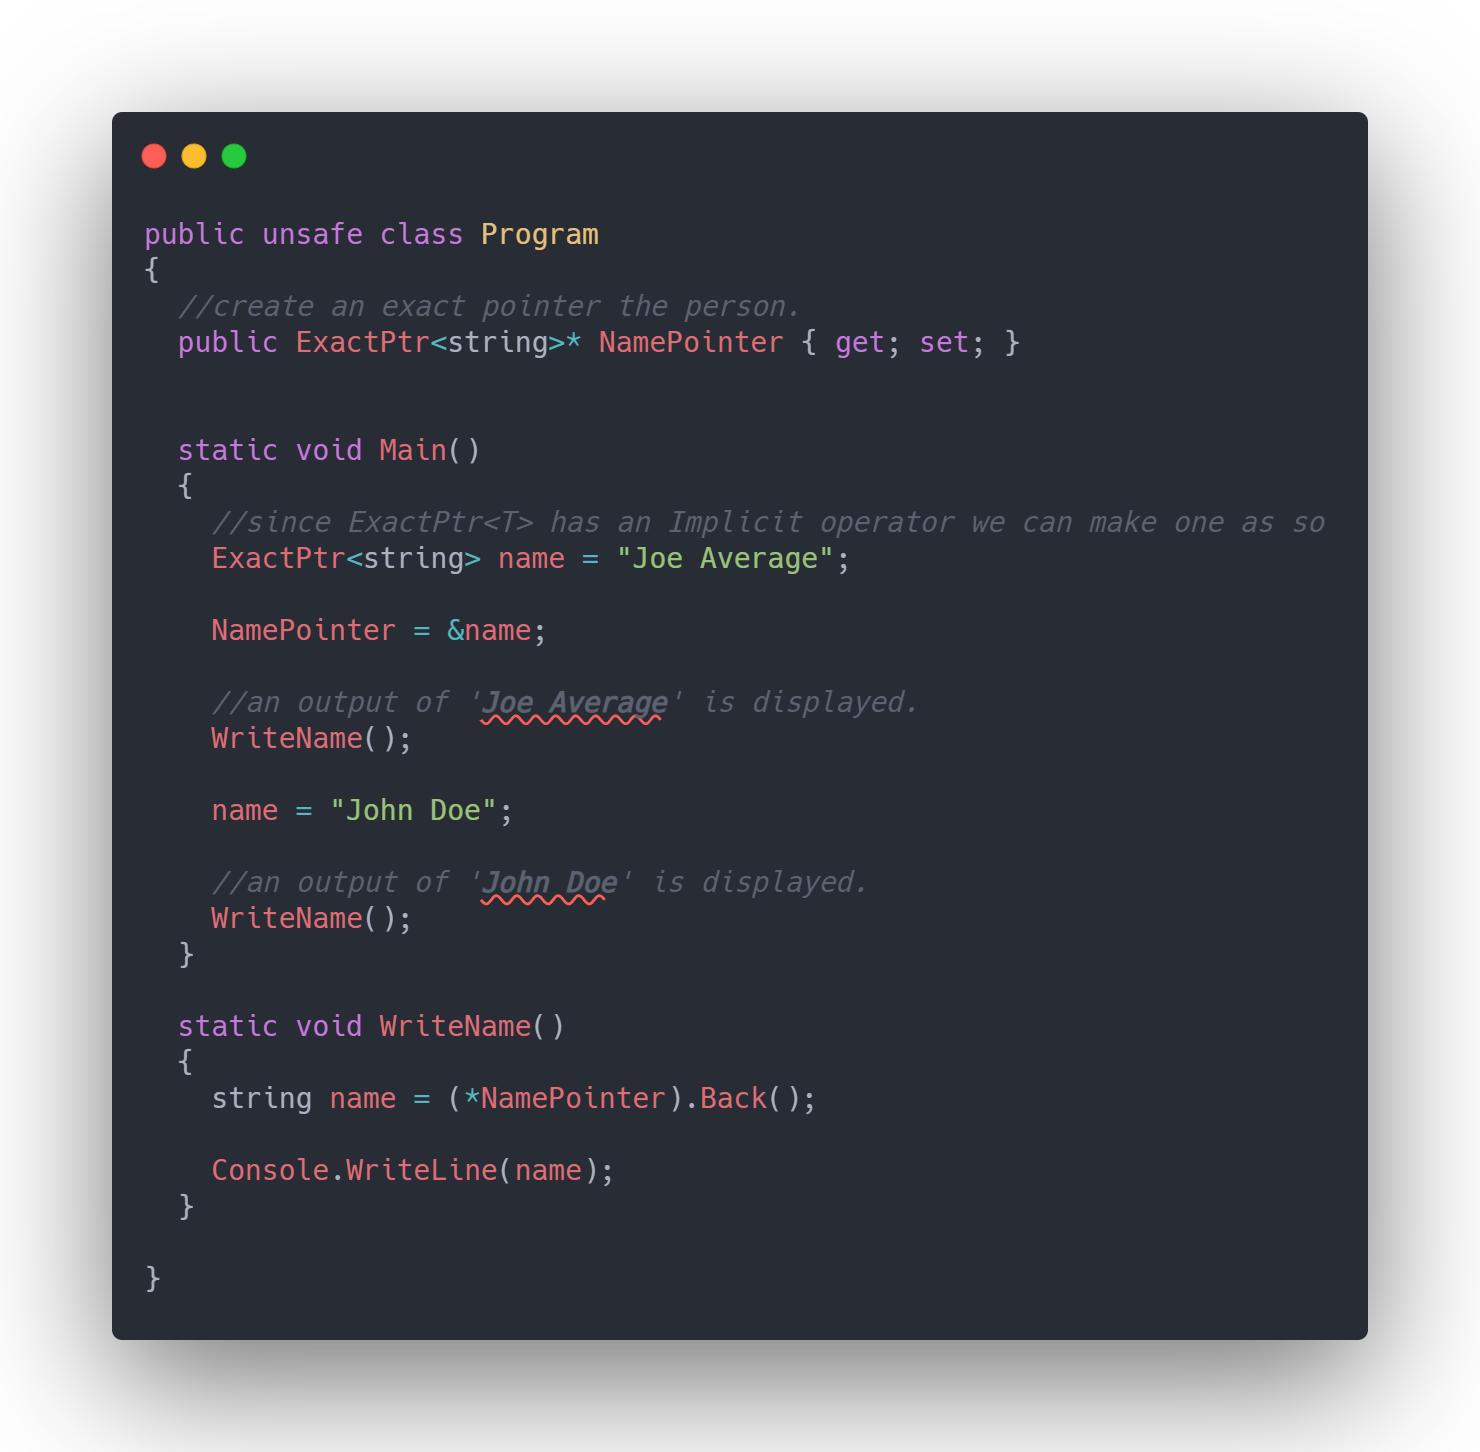 public unsafe class Program
{
  //create an exact pointer the person.
  public ExactPtr<string>* NamePointer { get; set; }


  static void Main()
  {
    //since ExactPtr<T> has an Implicit operator we can make one as so
    ExactPtr<string> name = "Joe Average";

    NamePointer = &name;

    //an output of 'Joe Average' is displayed.
    WriteName();

    name = "John Doe";

    //an output of 'John Doe' is displayed.
    WriteName();
  }

  static void WriteName()
  {
    string name = (*NamePointer).Back();

    Console.WriteLine(name);
  }

}